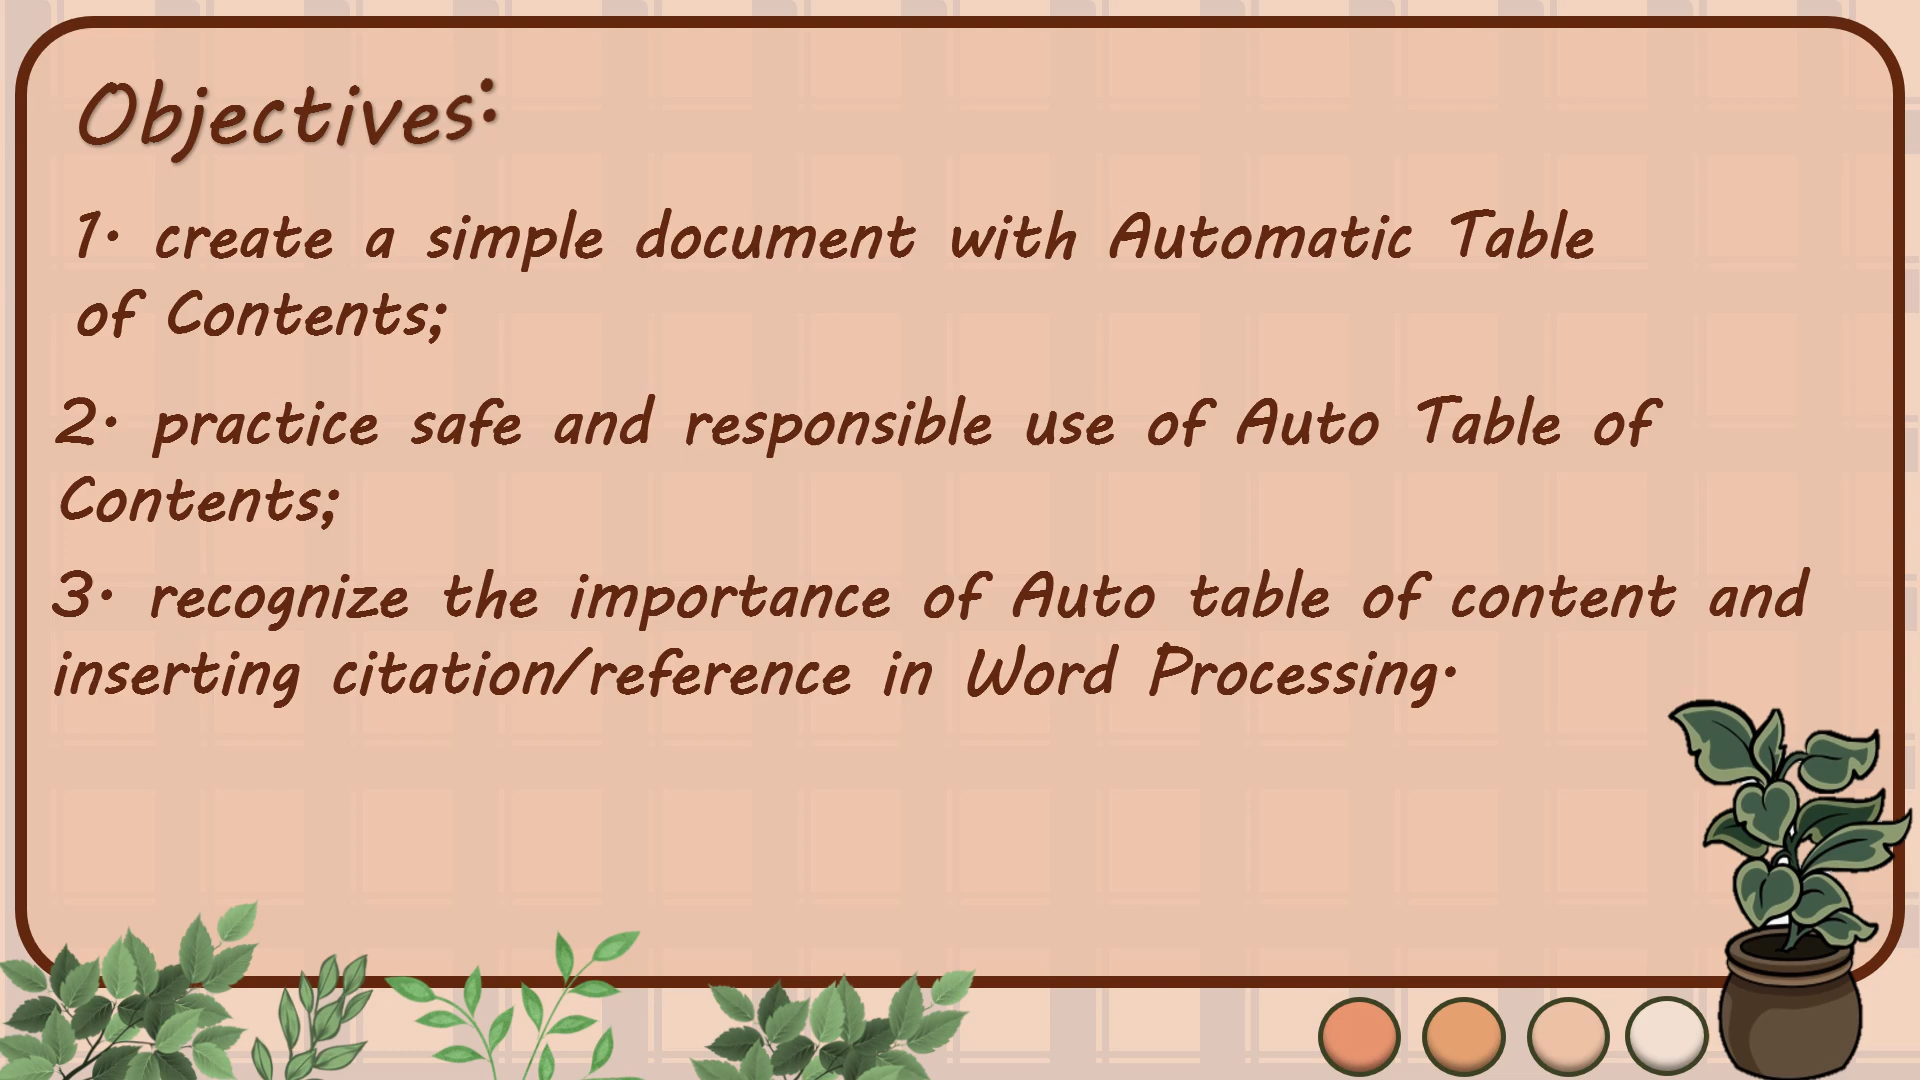 Objectives:
1. create a simple document with Automatic Table
of Contents;
2. practice safe and responsible use of Auto Table of
Contents;
3. recognize the importance of Auto table of content and
inserting citation/reference in Word Processing.